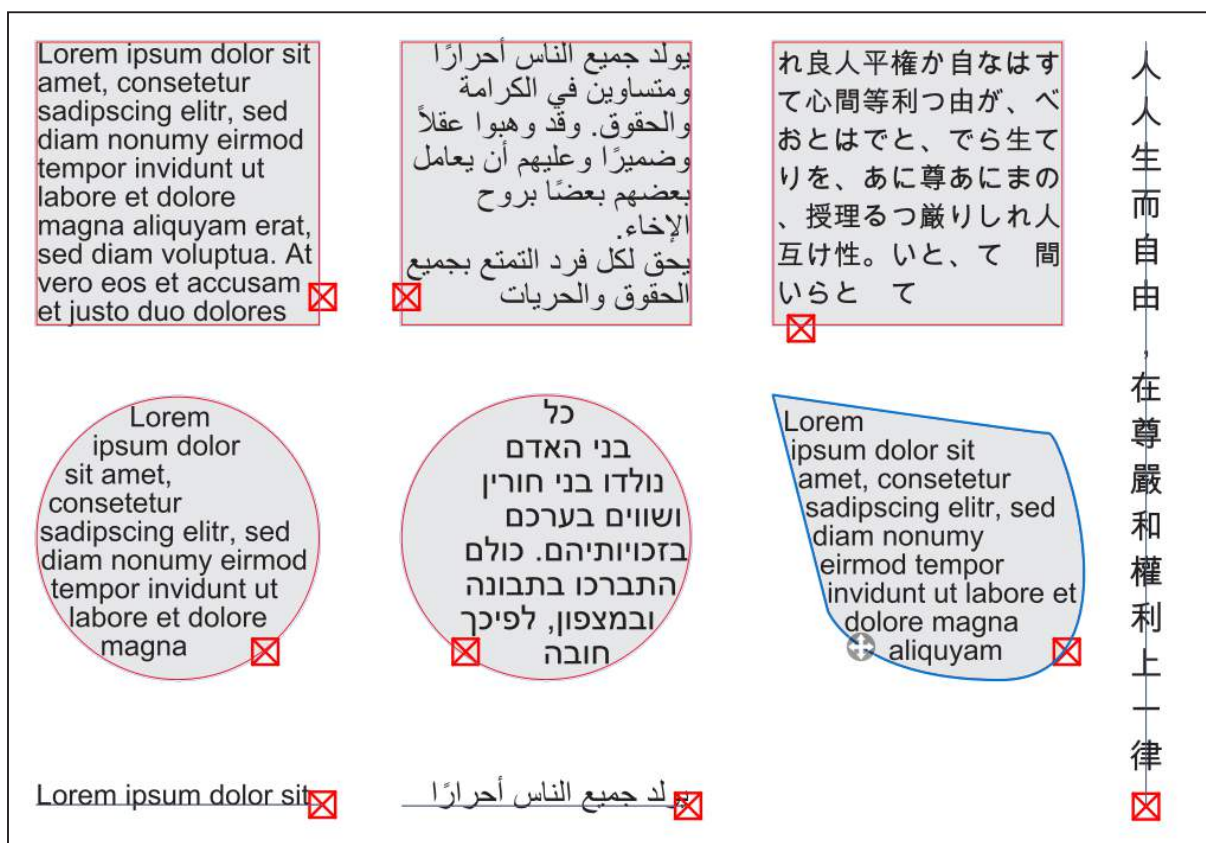 Lorem ipsum dolor sit
amet, consetetur
sadipscing elitr, sed
diam nonumy eirmod
tempor invidunt ut
labore et dolore
magna aliquyam erat,
sed diam voluptua. At
vero eos et accusam
et justo duo dolores
يولد جميع الناس أحرارًا
ومتساوين في الكرامة
والحقوق. وقد وهبوا عقلاً
وضميرًا وعليهم أن يعامل
بعضهم بعضًا بروح
الإخاء.
يحق لكل فرد التمتع بجميع
الحقوق والحريات
すべての人間
は、生まれ
ながらにして
自由であり、
かつ、尊厳と
権利とについて
平等である。
人間は、理性と
良心とを授けら
れており、互い
人人生而自由，在尊嚴和權利上一律
Lorem
ipsum dolor
sit amet,
consetetur
sadipscing elitr, sed
diam nonumy eirmod
tempor invidunt ut
labore et dolore
magna
כל
בני האדם
נולדו בני חורין
ושווים בערכם
בזכויותיהם. כולם
התברכו בתבונה
ובמצפון, לפיכך
חובה
Lorem
ipsum dolor sit
amet, consetetur
sadipscing elitr, sed
diam nonumy
eirmod tempor
invidunt ut labore et
dolore magna
aliquyam
Lorem ipsum dolor sit
يولد جميع الناس أحرارًا